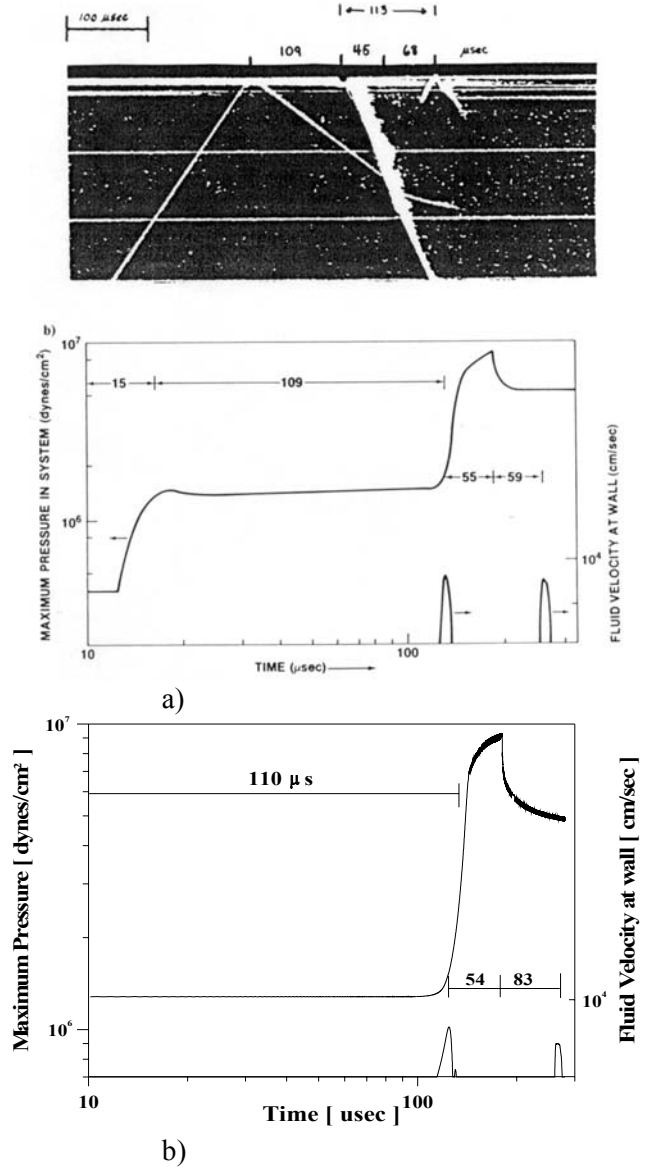 113
100 µsec
109 45 68 µsec
b)
MAXIMUM PRESSURE IN SYSTEM (dynes/cm²)
10⁷
10⁶
15 109
55 59
10⁴
FLUID VELOCITY AT WALL (cm/sec)
10 100
TIME (µsec)
a)
Maximum Pressure [ dynes/cm² ]
10⁷
10⁶
110 µ s
54 83
10⁴
Fluid Velocity at wall [ cm/sec ]
10 100
Time [ usec ]
b)